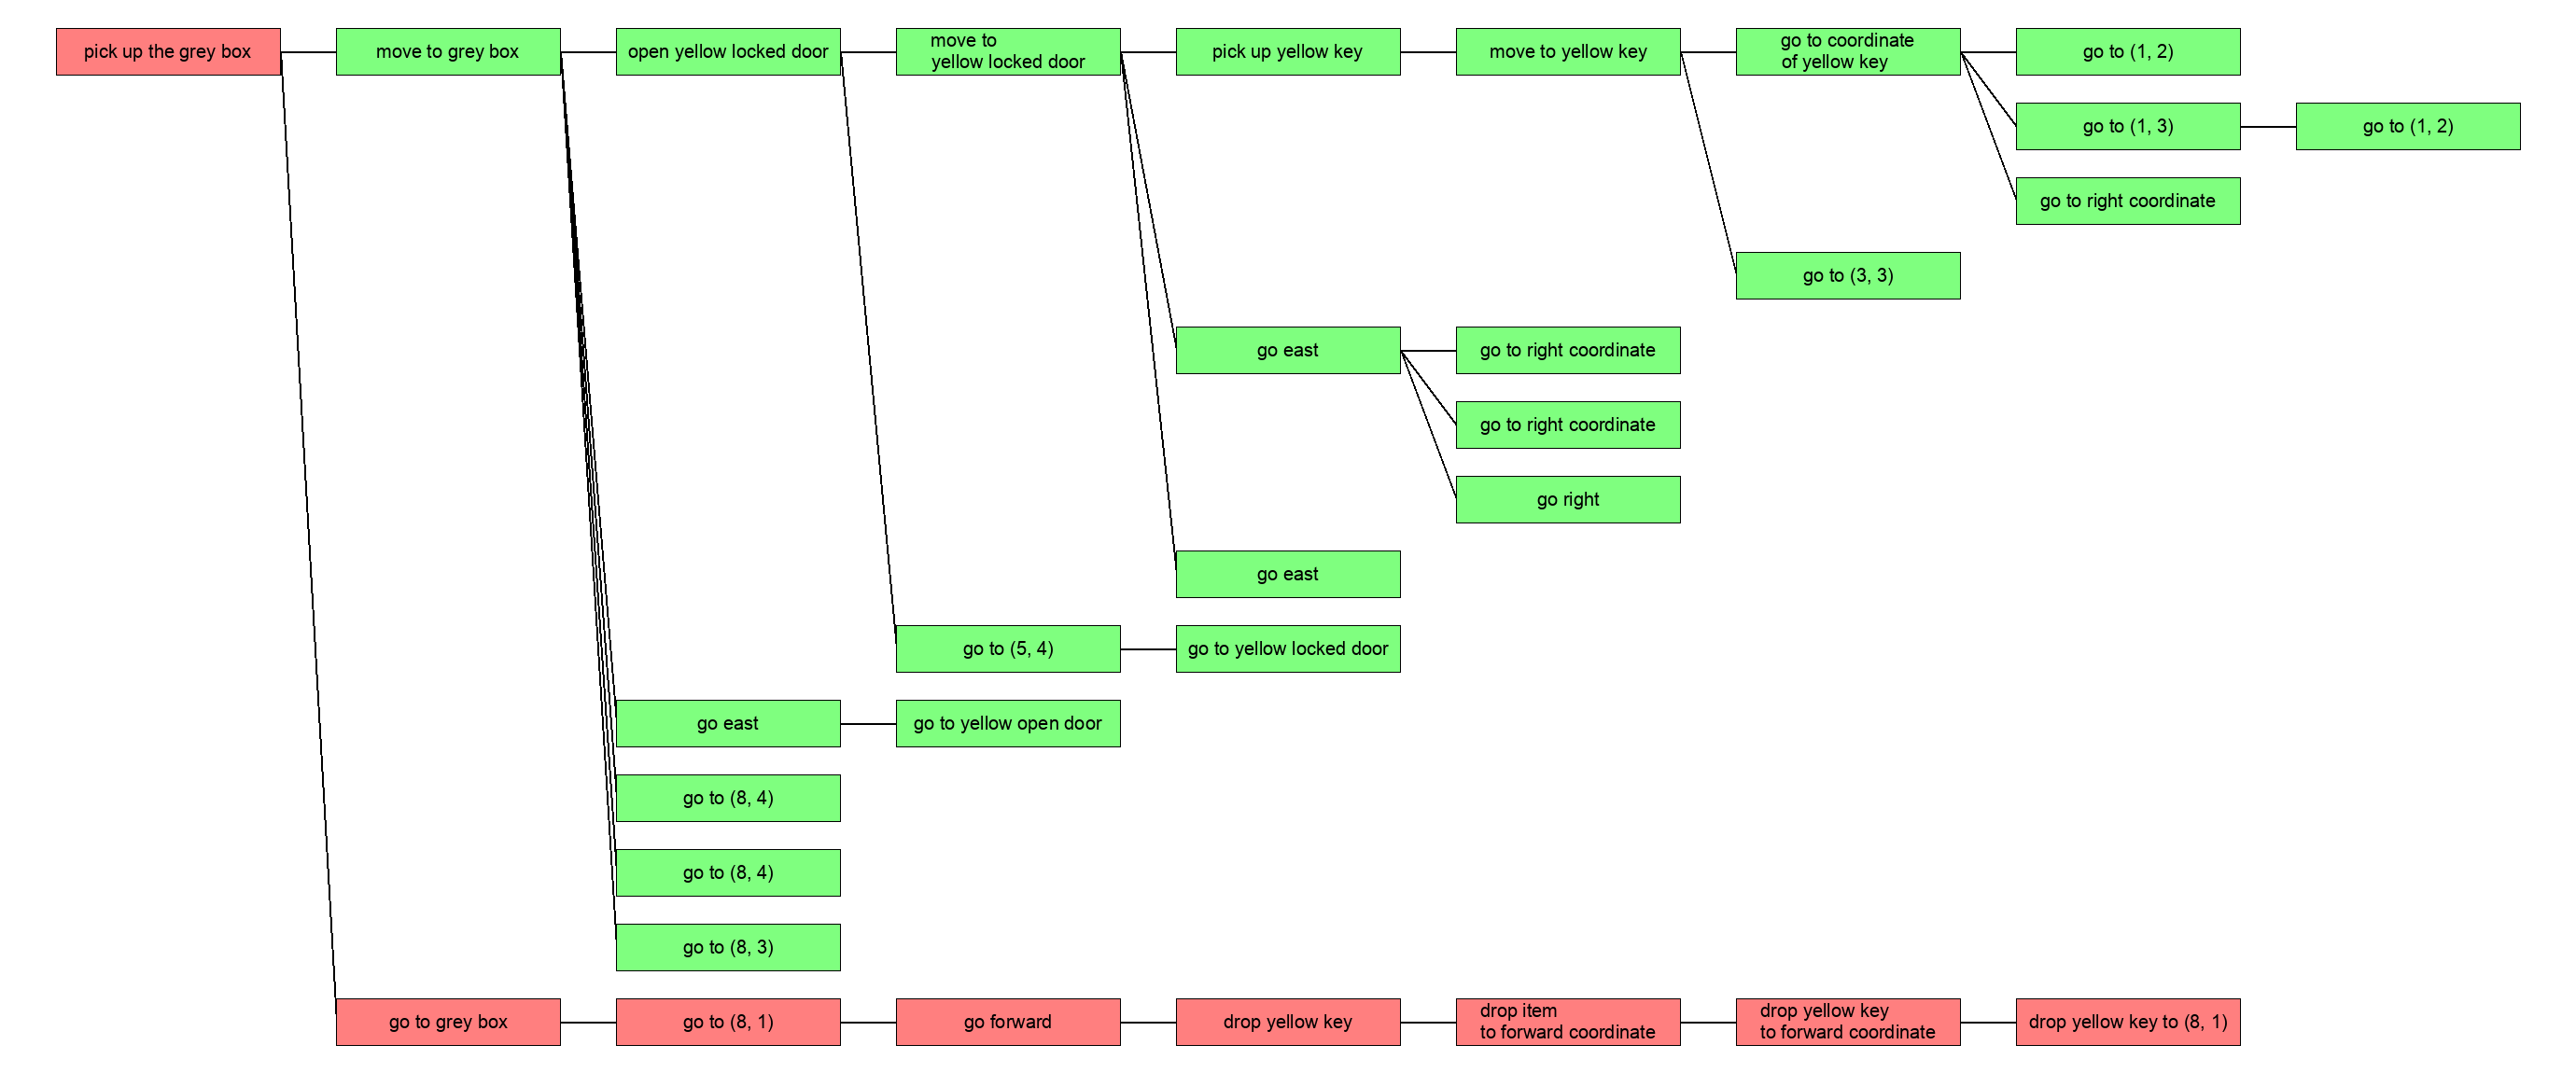 pick up the grey box
move to grey box
open yellow locked door
move to
yellow locked door
pick up yellow key
move to yellow key
go to coordinate
of yellow key
go to (1, 2)
go to (1, 3)
go to (1, 2)
go to right coordinate
go to (3, 3)
go east
go to right coordinate
go to right coordinate
go right
go east
go to (5, 4)
go to yellow locked door
go east
go to yellow open door
go to (8, 4)
go to (8, 4)
go to (8, 3)
go to grey box
go to (8, 1)
go forward
drop yellow key
drop item
to forward coordinate
drop yellow key
to forward coordinate
drop yellow key to (8, 1)